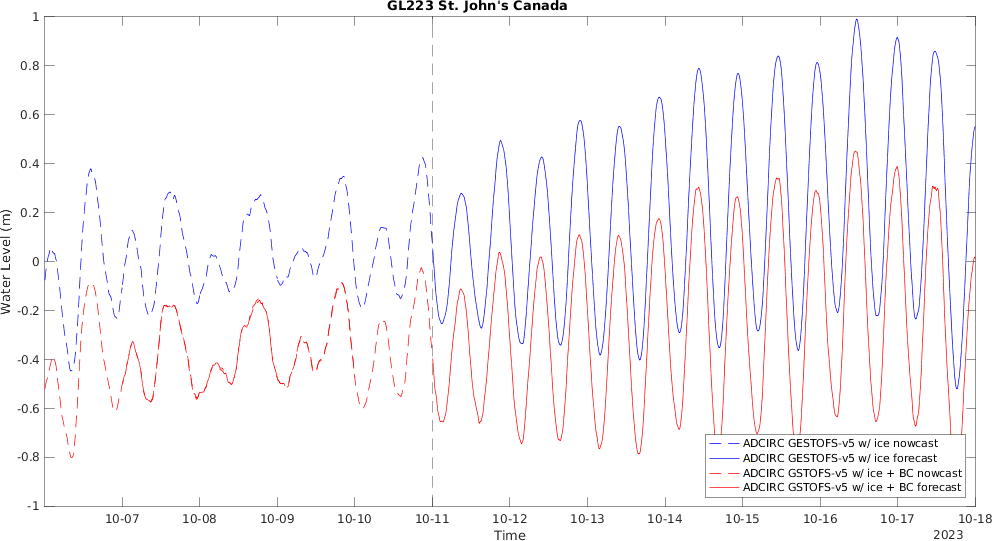 GL223 St. John's Canada
Water Level (m)
1
0.8
0.6
0.4
0.2
0
-0.2
-0.4
-0.6
-0.8
-1
ADCIRC GESTOFS-v5 w/ ice nowcast
ADCIRC GESTOFS-v5 w/ ice forecast
ADCIRC GSTOFS-v5 w/ ice + BC nowcast
ADCIRC GSTOFS-v5 w/ ice + BC forecast
10-07 10-08 10-09 10-10 10-11 10-12 10-13 10-14 10-15 10-16 10-17 10-18
Time
2023